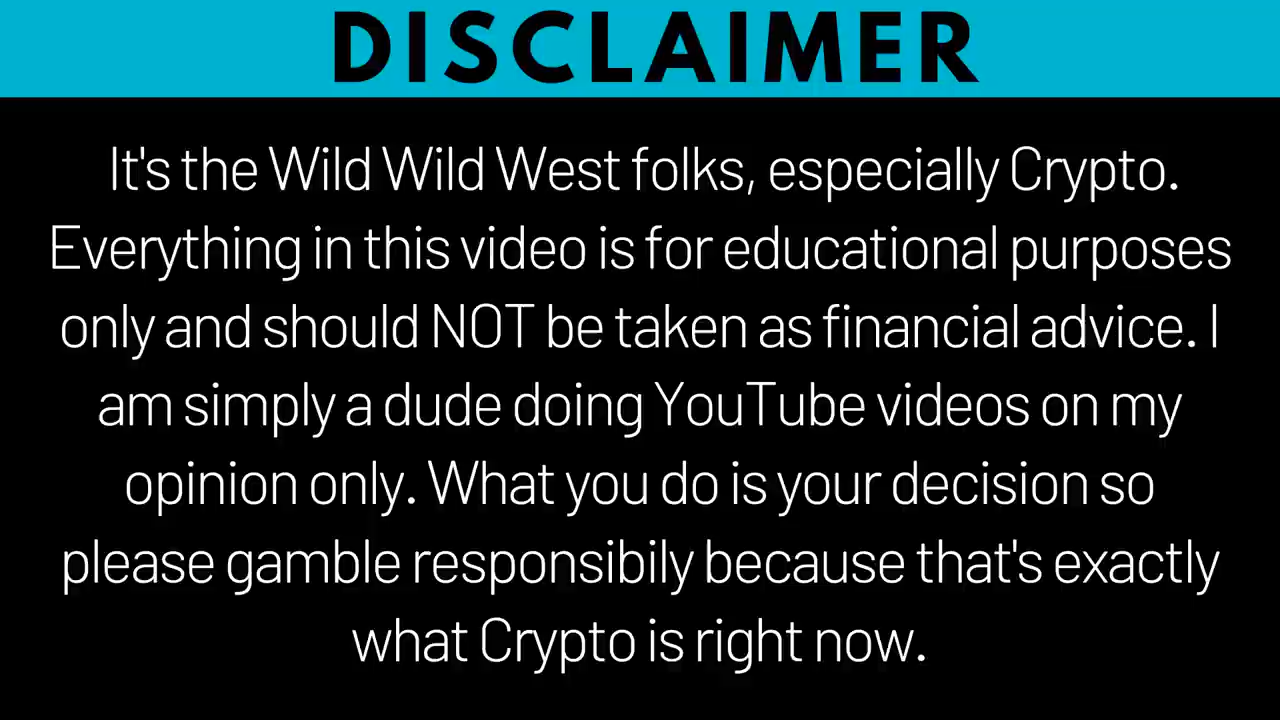 DISCLAIMER
It's the Wild Wild West folks, especially Crypto.
Everything in this video is for educational purposes
only and should NOT be taken as financial advice. I
am simply a dude doing YouTube videos on my
opinion only. What you do is your decision so
please gamble responsibily because that's exactly
what Crypto is right now.